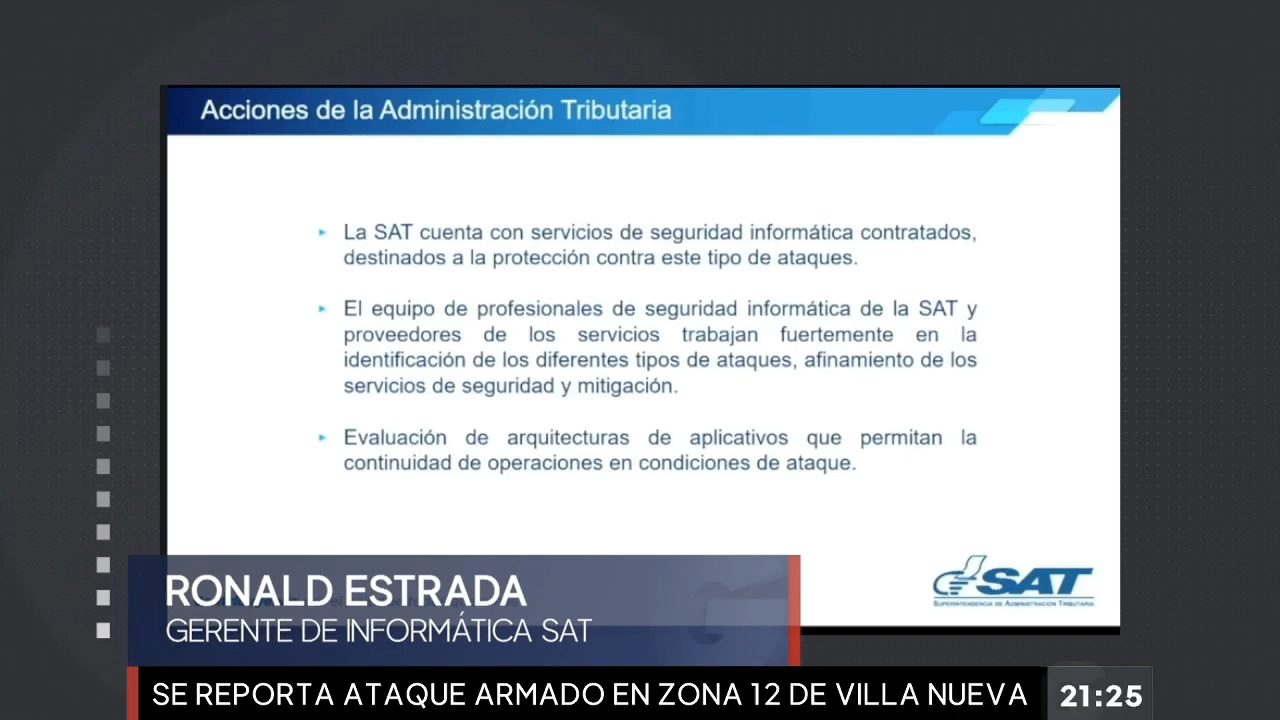 Acciones de la Administración Tributaria
La SAT cuenta con servicios de seguridad informática contratados,
destinados a la protección contra este tipo de ataques.
El equipo de profesionales de seguridad informática de la SAT y
proveedores de los servicios trabajan fuertemente en la
identificación de los diferentes tipos de ataques, afinamiento de los
servicios de seguridad y mitigación.
Evaluación de arquitecturas de aplicativos que permitan la
continuidad de operaciones en condiciones de ataque.
SAT
SUPERINTENDENCIA DE ADMINISTRACIÓN TRIBUTARIA
RONALD ESTRADA
GERENTE DE INFORMÁTICA SAT
SE REPORTA ATAQUE ARMADO EN ZONA 12 DE VILLA NUEVA
21:25